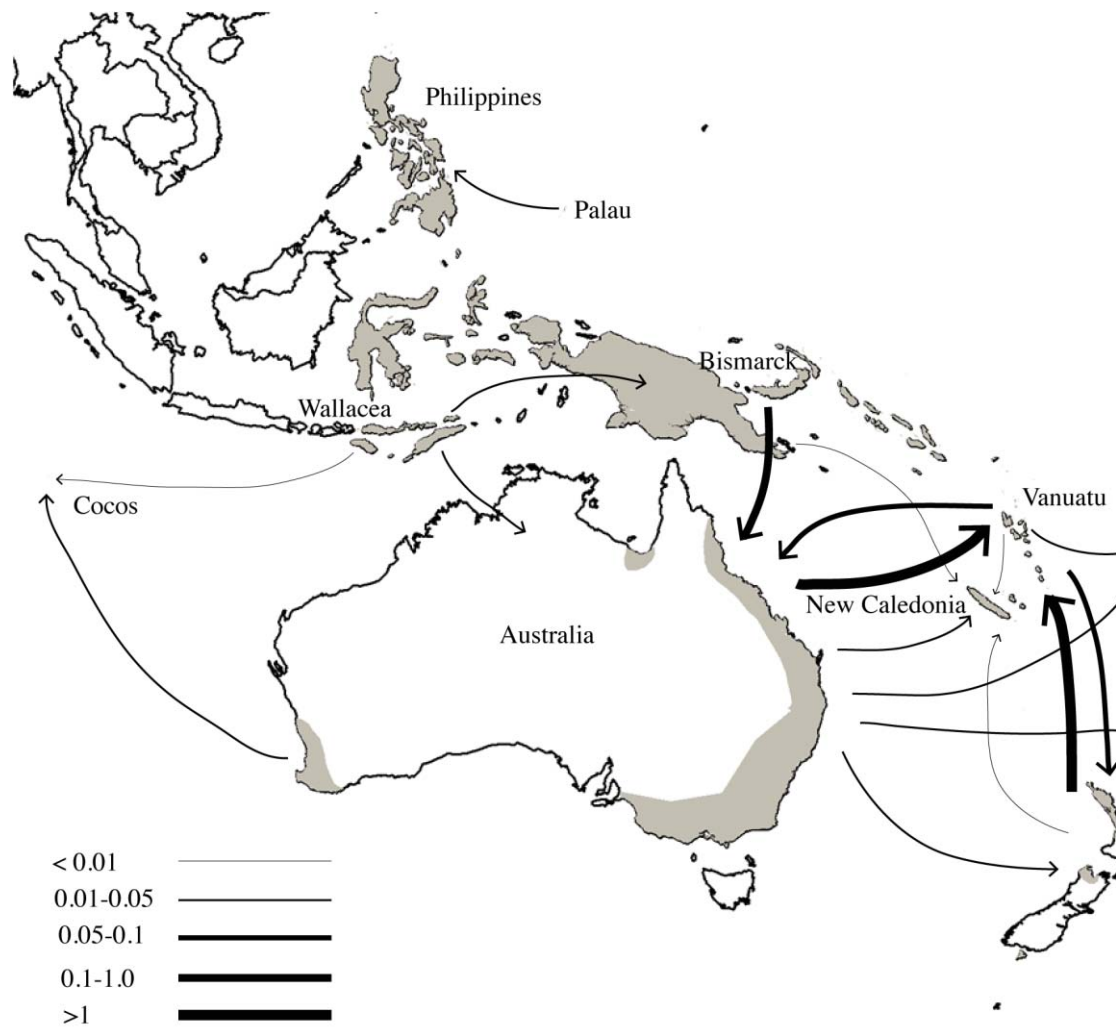 Philippines
Palau
Bismarck
Wallacea
Cocos
Vanuatu
New Caledonia
Australia
< 0.01
0.01-0.05
0.05-0.1
0.1-1.0
>1